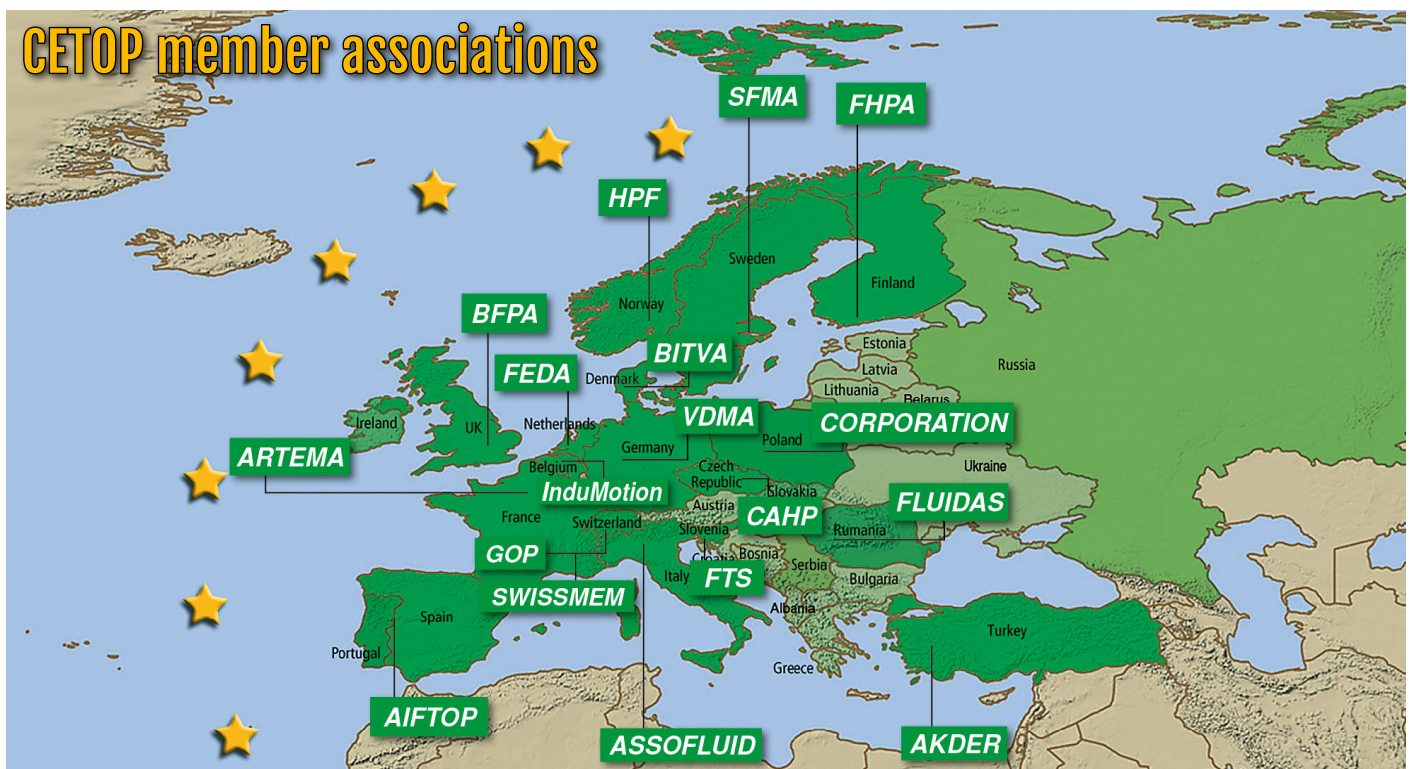 CETOP member associations
SFMA
FHPA
HPF
Sweden
Finland
Norway
BFPA
Estonia
BITVA
Latvia
Russia
FEDA
Denmark
Lithuania
Belarus
VDMA
CORPORATION
Ireland
UK
Netherlands
Germany
Poland
ARTEMA
Belgium
Czech
Republic
Ukraine
InduMotion
Slovakia
FLUIDAS
Austria
CAHP
France
Switzerland
Slovenia
Rumania
GOP
Croatia
Bosnia
Serbia
Italy
FTS
Bulgaria
SWISSMEM
Albania
Spain
Turkey
Portugal
Greece
AIFTOP
ASSOFLUID
AKDER